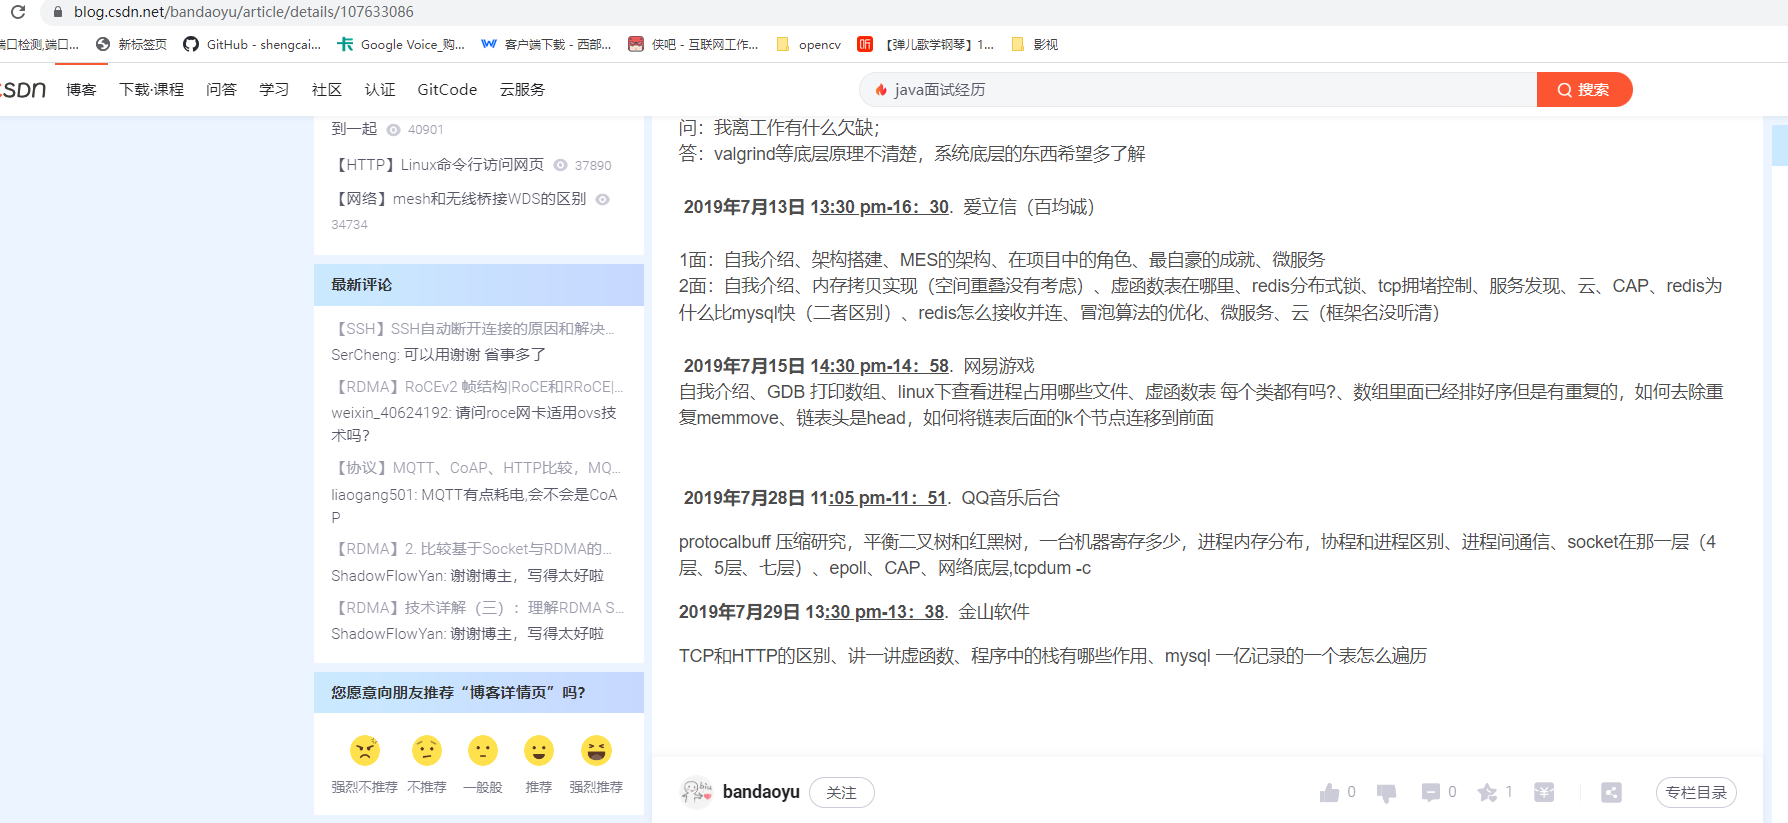 blog.csdn.net/bandaoyu/article/details/107633086
端口检测,端口... 新标签页 GitHub - shengcai... Google Voice_购... 客户端下载 - 西部... 侠吧 - 互联网工作... opencv 【弹儿歌学钢琴】1... 影视
CSDN 博客 下载·课程 问答 学习 社区 认证 GitCode 云服务 java面试经历 搜索
到一起 40901
【HTTP】Linux命令行访问网页 37890
【网络】mesh和无线桥接WDS的区别
34734
最新评论
【SSH】SSH自动断开连接的原因和解决...
SerCheng: 可以用谢谢 省事多了
【RDMA】RoCEv2 帧结构|RoCE和RRoCE|...
weixin_40624192: 请问roce网卡适用ovs技
术吗?
【协议】MQTT、CoAP、HTTP比较，MQ...
liaogang501: MQTT有点耗电,会不会是CoA
P
【RDMA】2. 比较基于Socket与RDMA的...
ShadowFlowYan: 谢谢博主，写得太好啦
【RDMA】技术详解（三）：理解RDMA S...
ShadowFlowYan: 谢谢博主，写得太好啦
您愿意向朋友推荐“博客详情页”吗?
强烈不推荐 不推荐 一般般 推荐 强烈推荐
问：我离工作有什么欠缺；
答：valgrind等底层原理不清楚，系统底层的东西希望多了解
2019年7月13日 13:30 pm-16：30. 爱立信（百均诚）
1面：自我介绍、架构搭建、MES的架构、在项目中的角色、最自豪的成就、微服务
2面：自我介绍、内存拷贝实现（空间重叠没有考虑）、虚函数表在哪里、redis分布式锁、tcp拥堵控制、服务发现、云、CAP、redis为
什么比mysql快（二者区别）、redis怎么接收并连、冒泡算法的优化、微服务、云（框架名没听清）
2019年7月15日 14:30 pm-14：58. 网易游戏
自我介绍、GDB 打印数组、linux下查看进程占用哪些文件、虚函数表 每个类都有吗?、数组里面已经排好序但是有重复的，如何去除重
复memmove、链表头是head，如何将链表后面的k个节点连移到前面
2019年7月28日 11:05 pm-11：51. QQ音乐后台
protocalbuff 压缩研究，平衡二叉树和红黑树，一台机器寄存多少，进程内存分布，协程和进程区别、进程间通信、socket在那一层（4
层、5层、七层）、epoll、CAP、网络底层,tcpdum -c
2019年7月29日 13:30 pm-13：38. 金山软件
TCP和HTTP的区别、讲一讲虚函数、程序中的栈有哪些作用、mysql 一亿记录的一个表怎么遍历
bandaoyu 关注 0 0 1 专栏目录